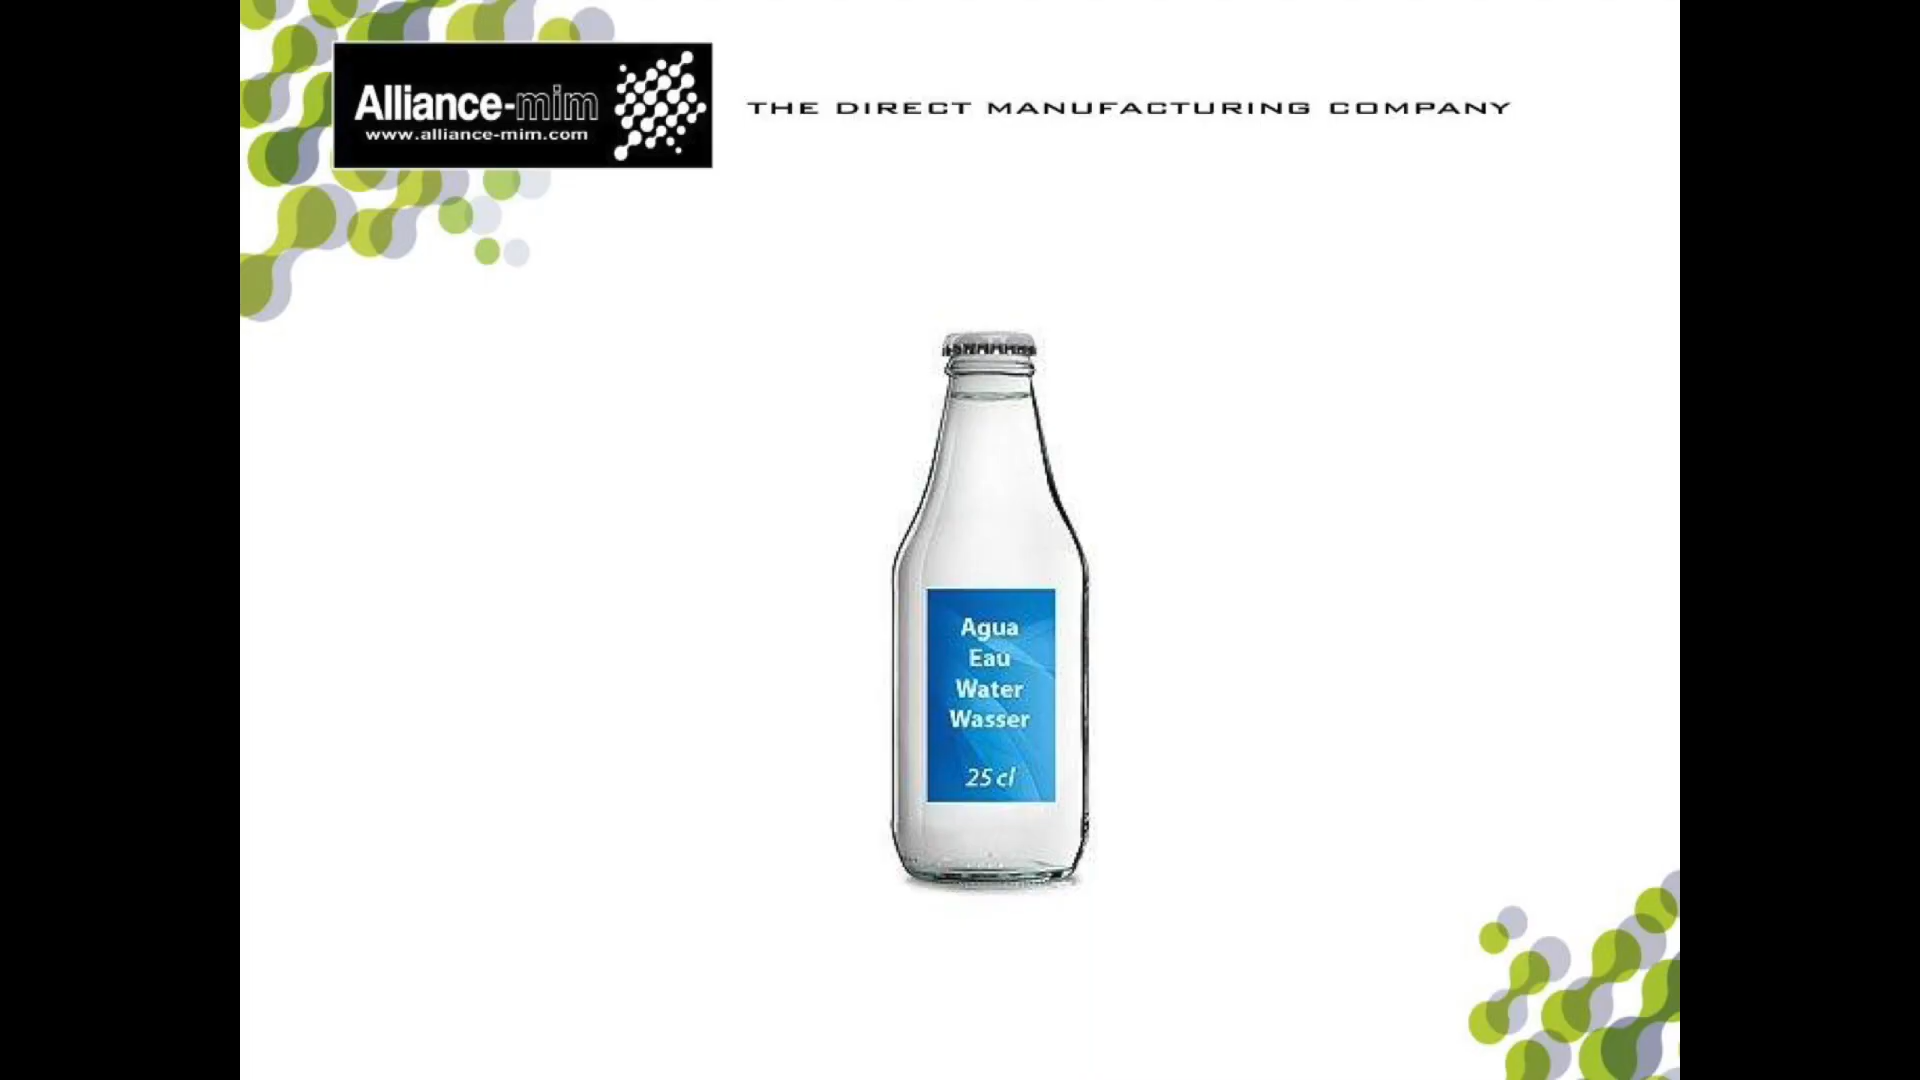 Alliance-mim
www.alliance-mim.com
THE DIRECT MANUFACTURING COMPANY
Agua
Eau
Water
Wasser
25 cl